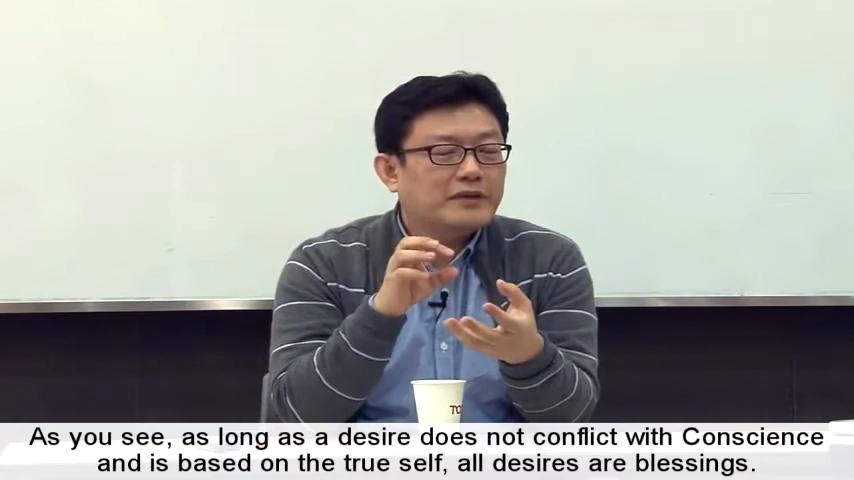 TO
As you see, as long as a desire does not conflict with Conscience
and is based on the true self, all desires are blessings.